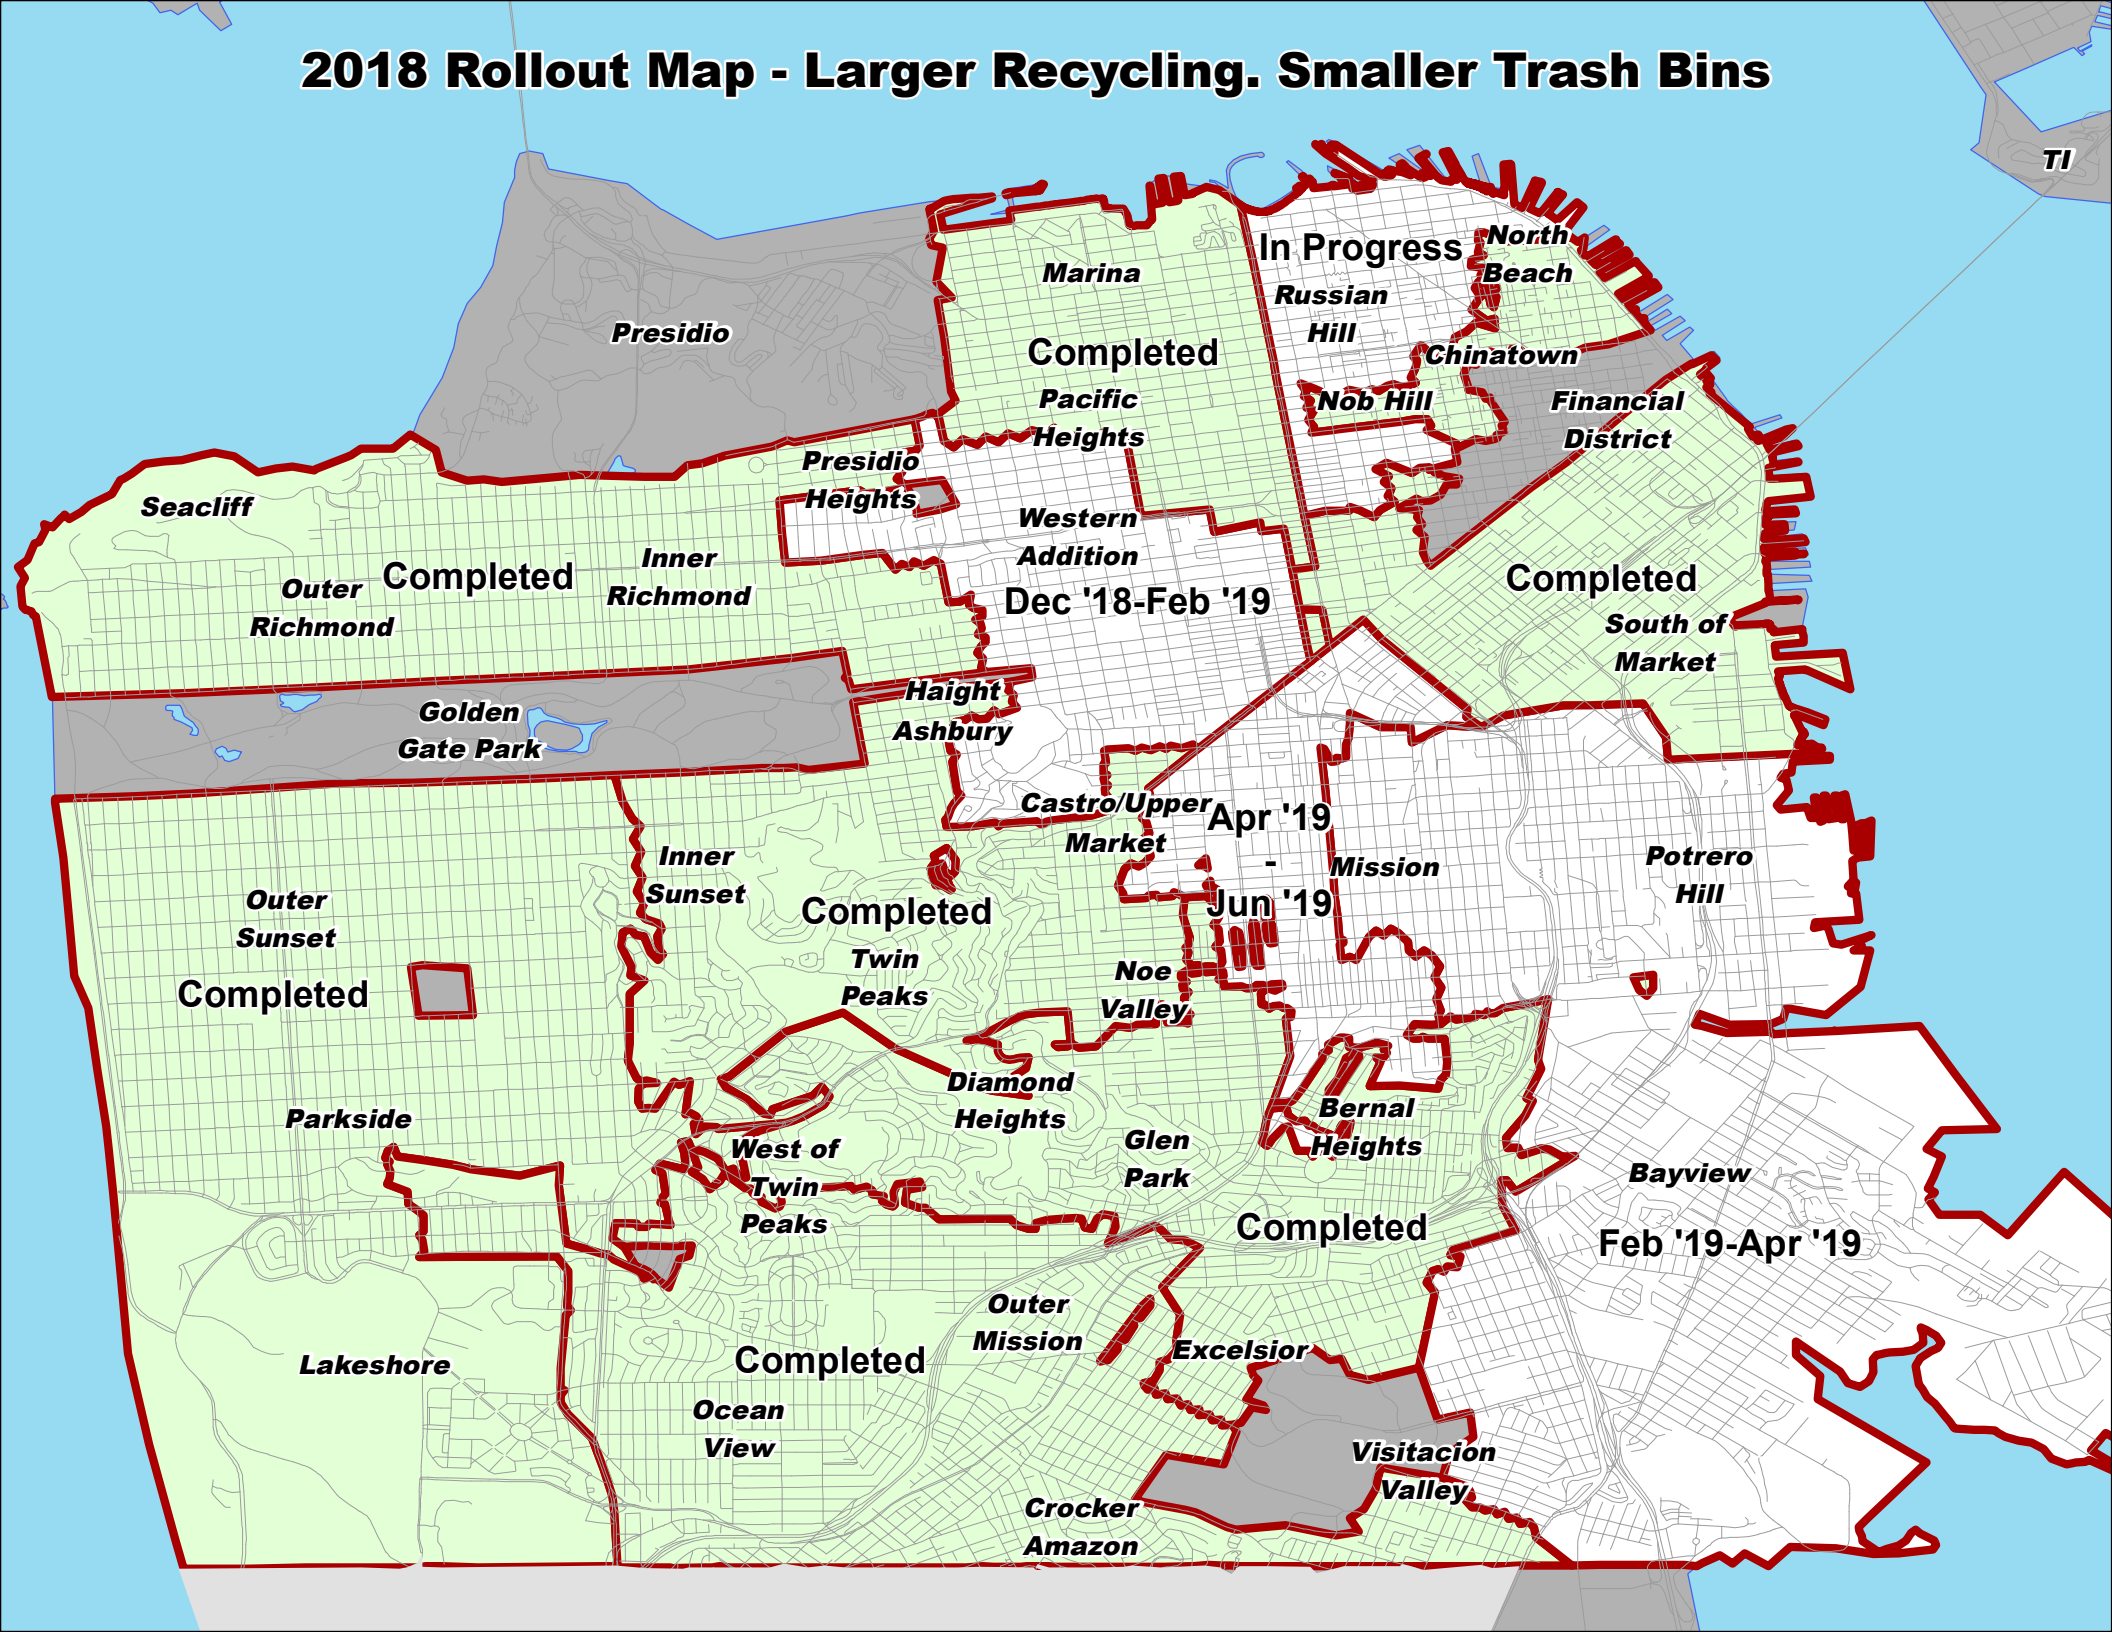 2018 Rollout Map - Larger Recycling. Smaller Trash Bins
TI
Presidio
Marina
Completed
Pacific
Heights
In Progress
Russian
Hill
North
Beach
Chinatown
Nob Hill
Financial
District
Seacliff
Outer
Richmond
Completed
Inner
Richmond
Presidio
Heights
Western
Addition
Dec '18-Feb '19
Completed
South of
Market
Golden
Gate Park
Haight
Ashbury
Castro/Upper
Market
Apr '19
-
Jun '19
Mission
Potrero
Hill
Outer
Sunset
Completed
Inner
Sunset
Completed
Twin
Peaks
Noe
Valley
Parkside
Diamond
Heights
West of
Twin
Peaks
Glen
Park
Bernal
Heights
Completed
Bayview
Feb '19-Apr '19
Lakeshore
Completed
Outer
Mission
Excelsior
Ocean
View
Visitacion
Valley
Crocker
Amazon